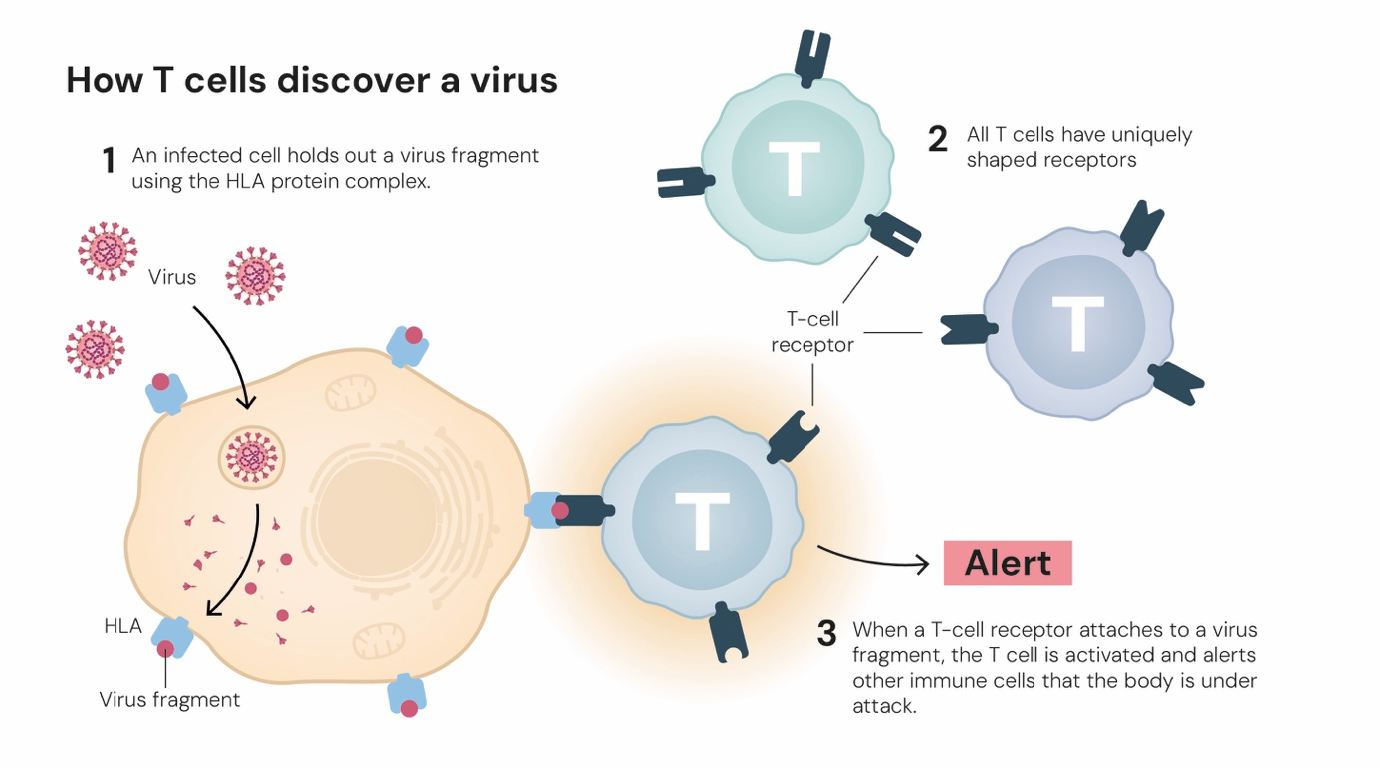 How T cells discover a virus
1 An infected cell holds out a virus fragment
using the HLA protein complex.
Virus
HLA
Virus fragment
T
2 All T cells have uniquely
shaped receptors
T
T-cell
receptor
T
Alert
3 When a T-cell receptor attaches to a virus
fragment, the T cell is activated and alerts
other immune cells that the body is under
attack.